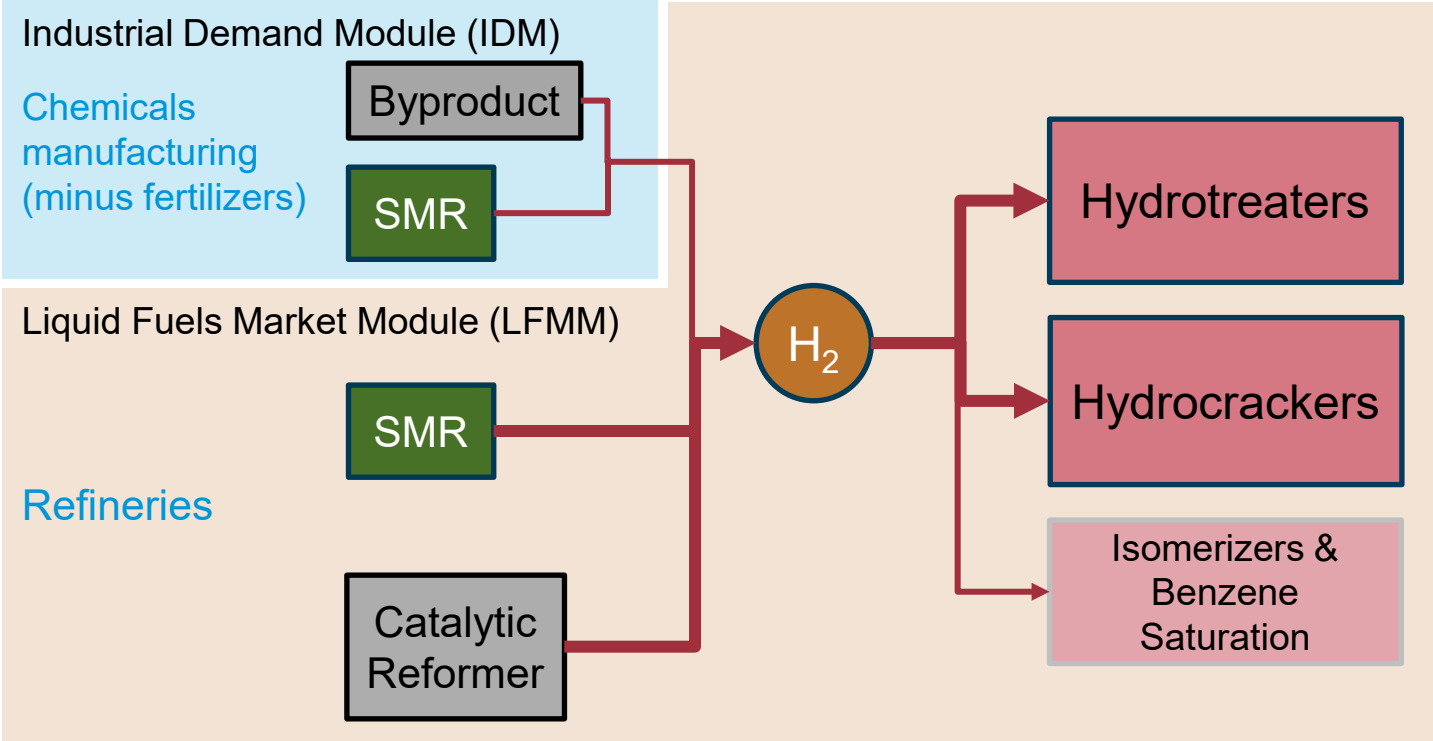 Industrial Demand Module (IDM)
Chemicals
manufacturing
(minus fertilizers)
Byproduct
SMR
Liquid Fuels Market Module (LFMM)
SMR
Refineries
Catalytic
Reformer
H₂
Hydrotreaters
Hydrocrackers
Isomerizers &
Benzene
Saturation